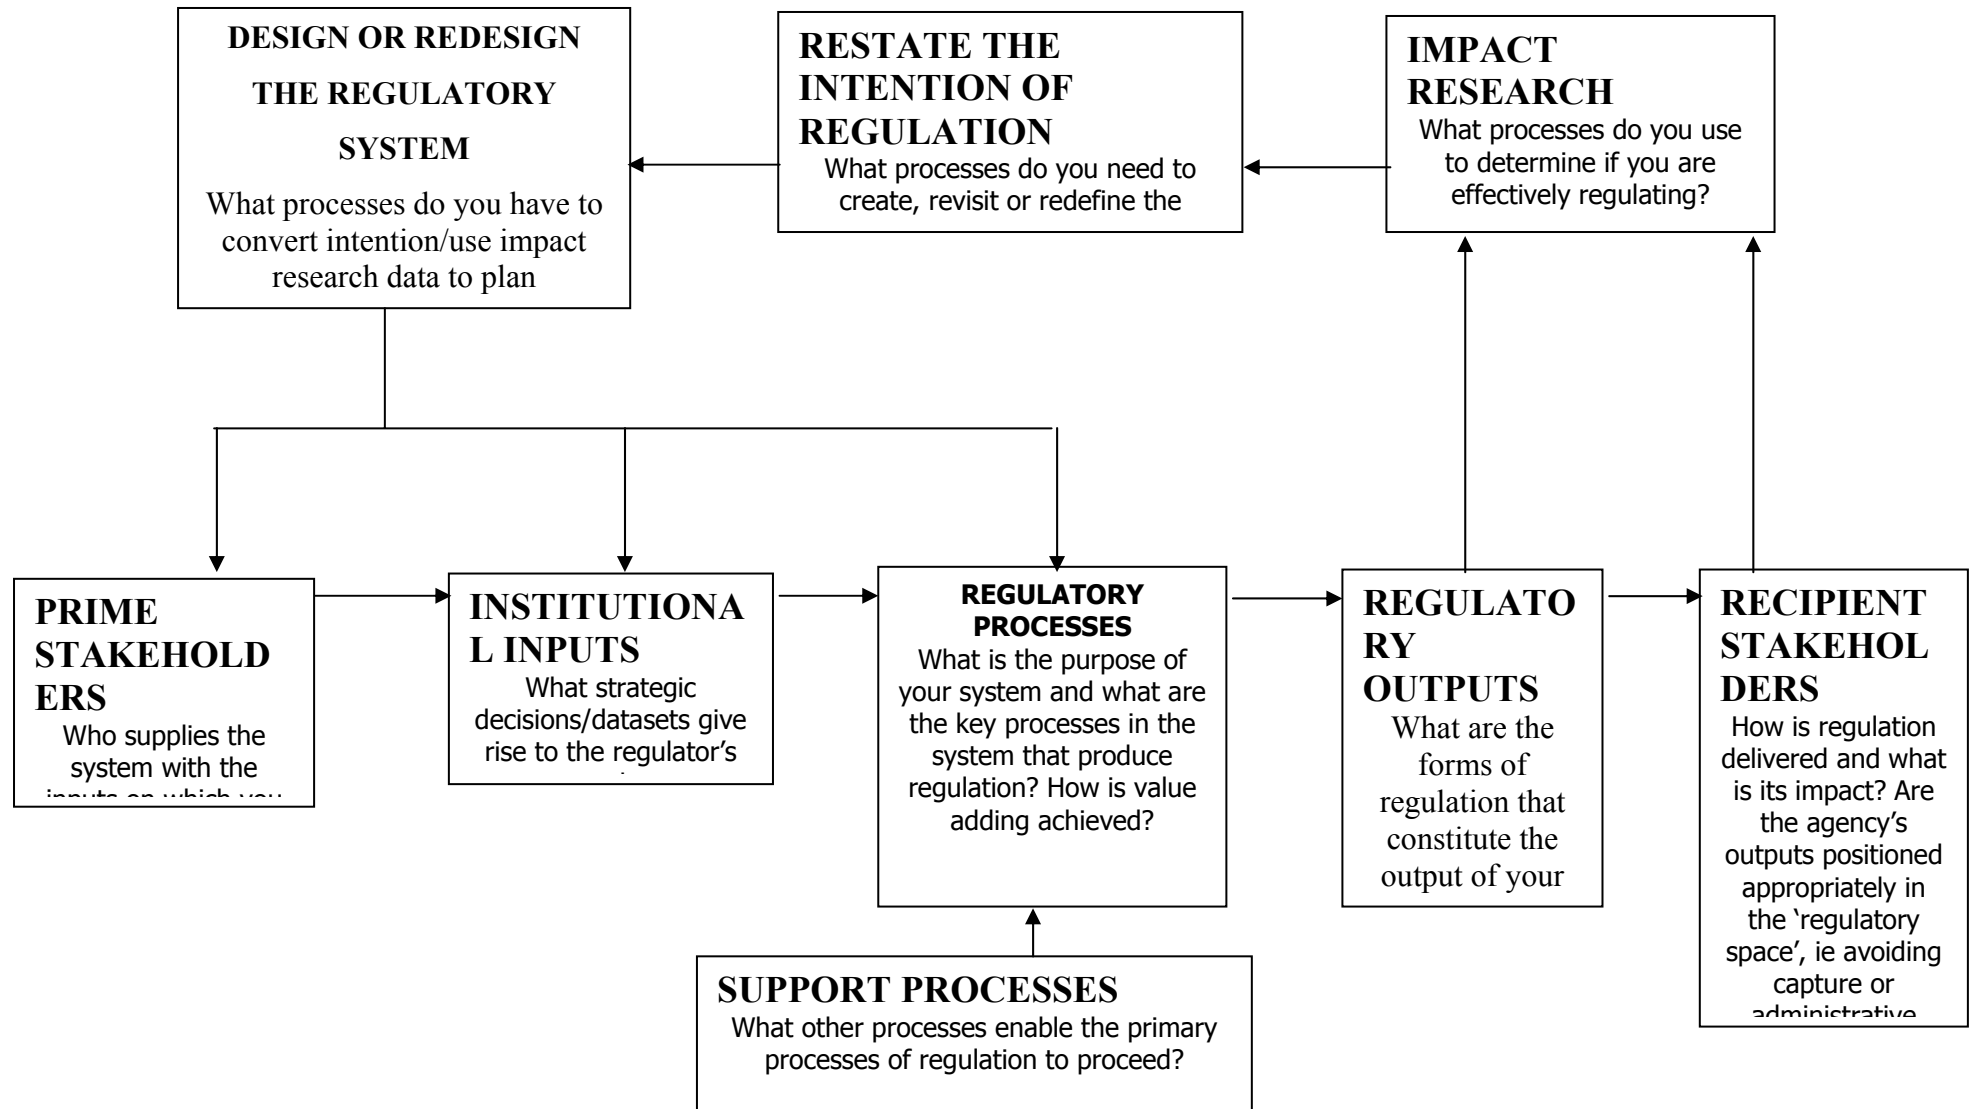 DESIGN OR REDESIGN
THE REGULATORY
SYSTEM
What processes do you have to
convert intention/use impact
research data to plan
RESTATE THE
INTENTION OF
REGULATION
What processes do you need to
create, revisit or redefine the
IMPACT
RESEARCH
What processes do you use
to determine if you are
effectively regulating?
PRIME
STAKEHOLD
ERS
Who supplies the
system with the
inputs on which you
INSTITUTIONA
L INPUTS
What strategic
decisions/datasets give
rise to the regulator’s
REGULATORY
PROCESSES
What is the purpose of
your system and what are
the key processes in the
system that produce
regulation? How is value
adding achieved?
REGULATO
RY
OUTPUTS
What are the
forms of
regulation that
constitute the
output of your
RECIPIENT
STAKEHOL
DERS
How is regulation
delivered and what
is its impact? Are
the agency’s
outputs positioned
appropriately in
the ‘regulatory
space’, ie avoiding
capture or
administrative
SUPPORT PROCESSES
What other processes enable the primary
processes of regulation to proceed?